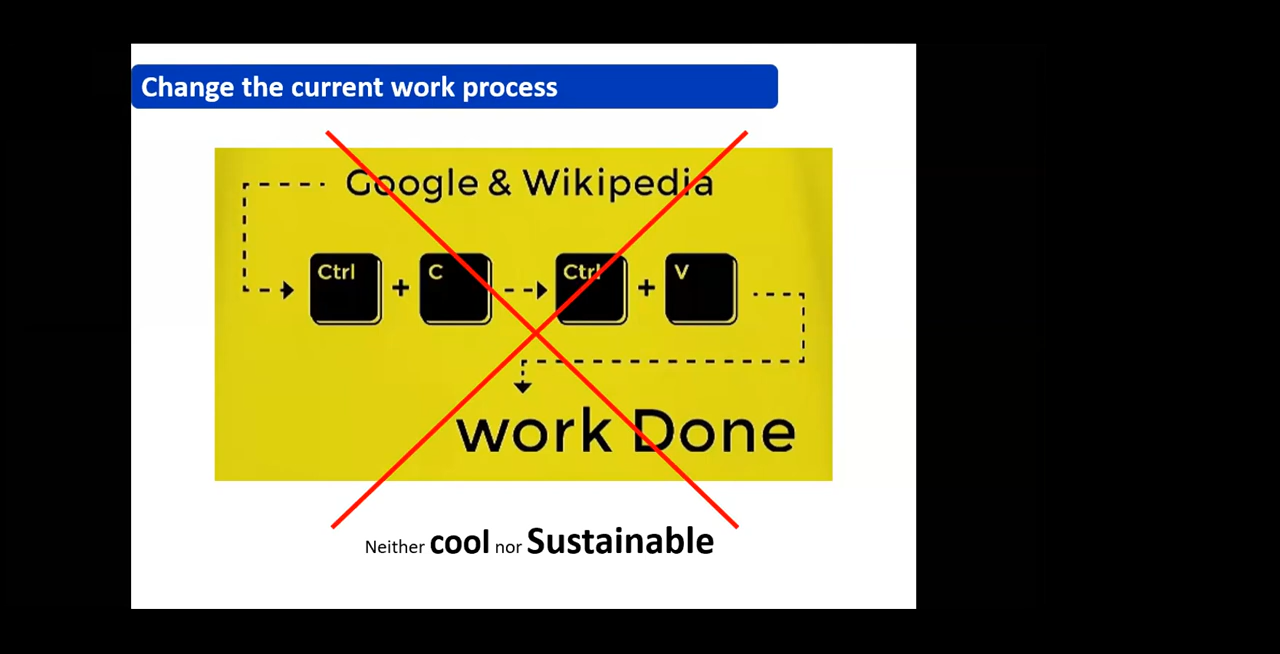 Change the current work process
Google & Wikipedia
Ctrl + C Ctrl + V
work Done
Neither cool nor Sustainable